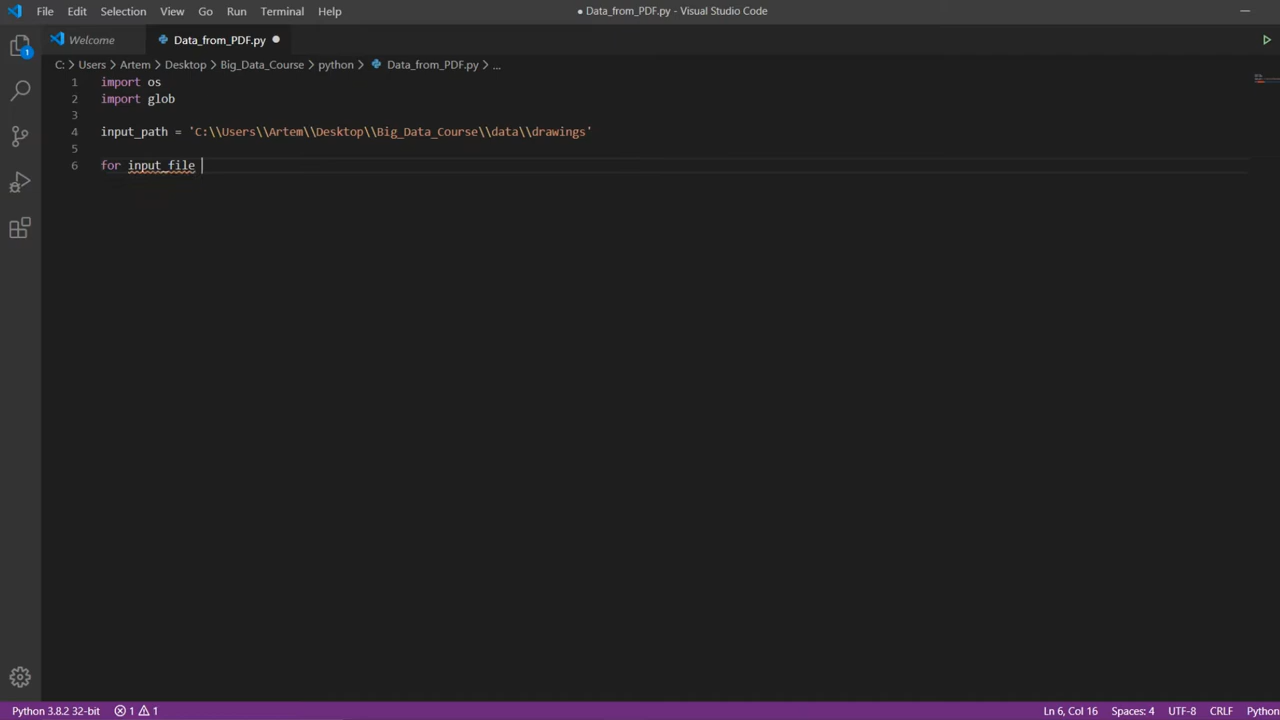 File Edit Selection View Go Run Terminal Help ● Data_from_PDF.py - Visual Studio Code
Welcome Data_from_PDF.py
C: > Users > Artem > Desktop > Big_Data_Course > python > Data_from_PDF.py > ...
1 import os
2 import glob
3
4 input_path = 'C:\\Users\\Artem\\Desktop\\Big_Data_Course\\data\\drawings'
5
6 for input_file
1
Python 3.8.2 32-bit 1 1 Ln 6, Col 16 Spaces: 4 UTF-8 CRLF Python